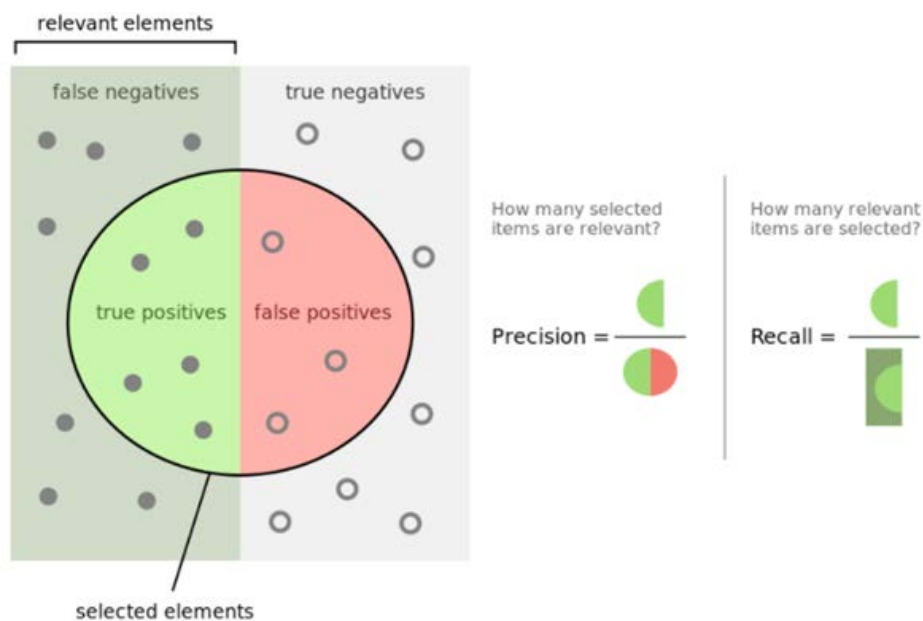 relevant elements
false negatives
true negatives
true positives
false positives
selected elements
How many selected
items are relevant?
Precision =
How many relevant
items are selected?
Recall =